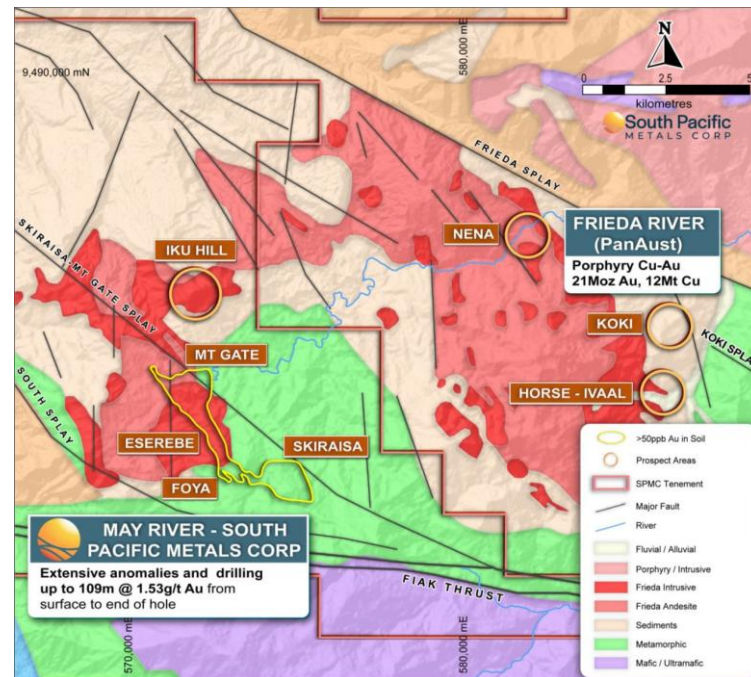 580,000 mE
N
9,490,000 mN
0
2.5
5
kilometres
South Pacific
METALS CORP
FRIEDA SPLAY
SKIRAISA-MT GATE SPLAY
IKU HILL
NENA
FRIEDA RIVER
(PanAust)
Porphyry Cu-Au
21Moz Au, 12Mt Cu
KOKI
KOKI SPLA
MT GATE
HORSE - IVAAL
SOUTH SPLAY
ESEREBE
SKIRAISA
FOYA
MAY RIVER - SOUTH
PACIFIC METALS CORP
Extensive anomalies and drilling
up to 109m @ 1.53g/t Au from
surface to end of hole
FIAK THRUST
570,000 mE
580,000 mE
>50ppb Au in Soil
Prospect Areas
SPMC Tenement
Major Fault
River
Fluvial / Alluvial
Porphyry / Intrusive
Frieda Intrusive
Frieda Andesite
Sediments
Metamorphic
Mafic / Ultramafic